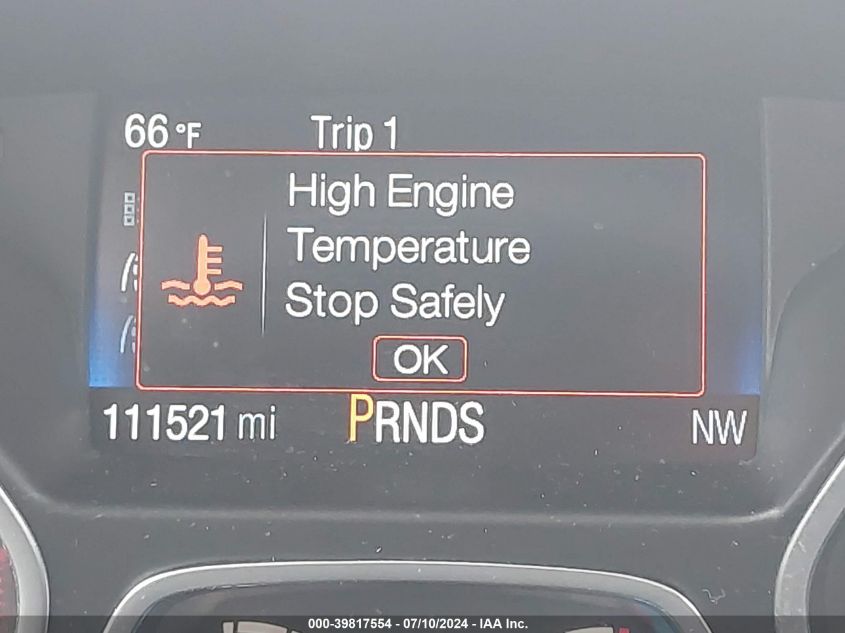 66 °F Trip 1
High Engine
Temperature
Stop Safely
OK
111521 mi PRNDS NW
000-39817554 - 07/10/2024 - IAA Inc.